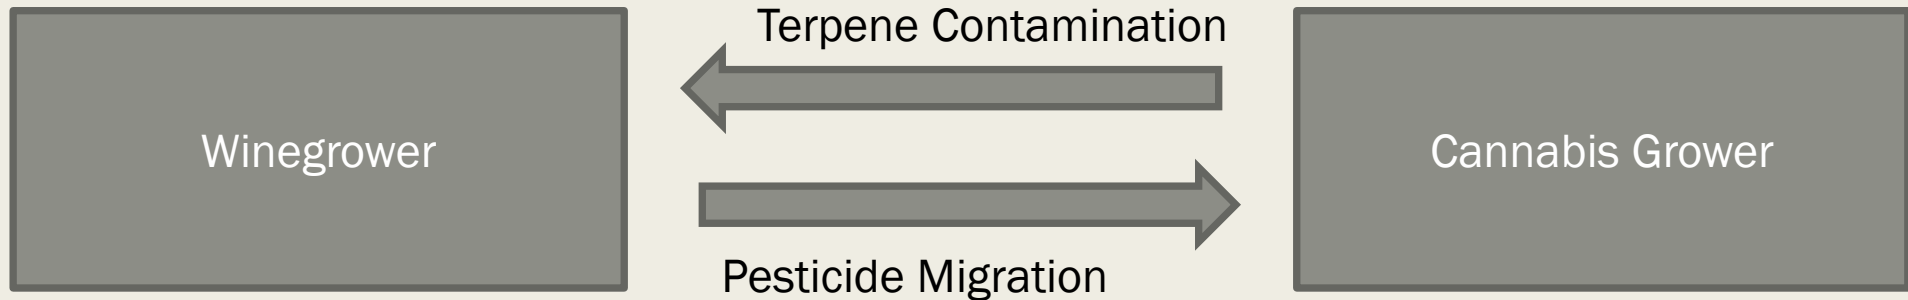 Terpene Contamination
Winegrower
Cannabis Grower
Pesticide Migration